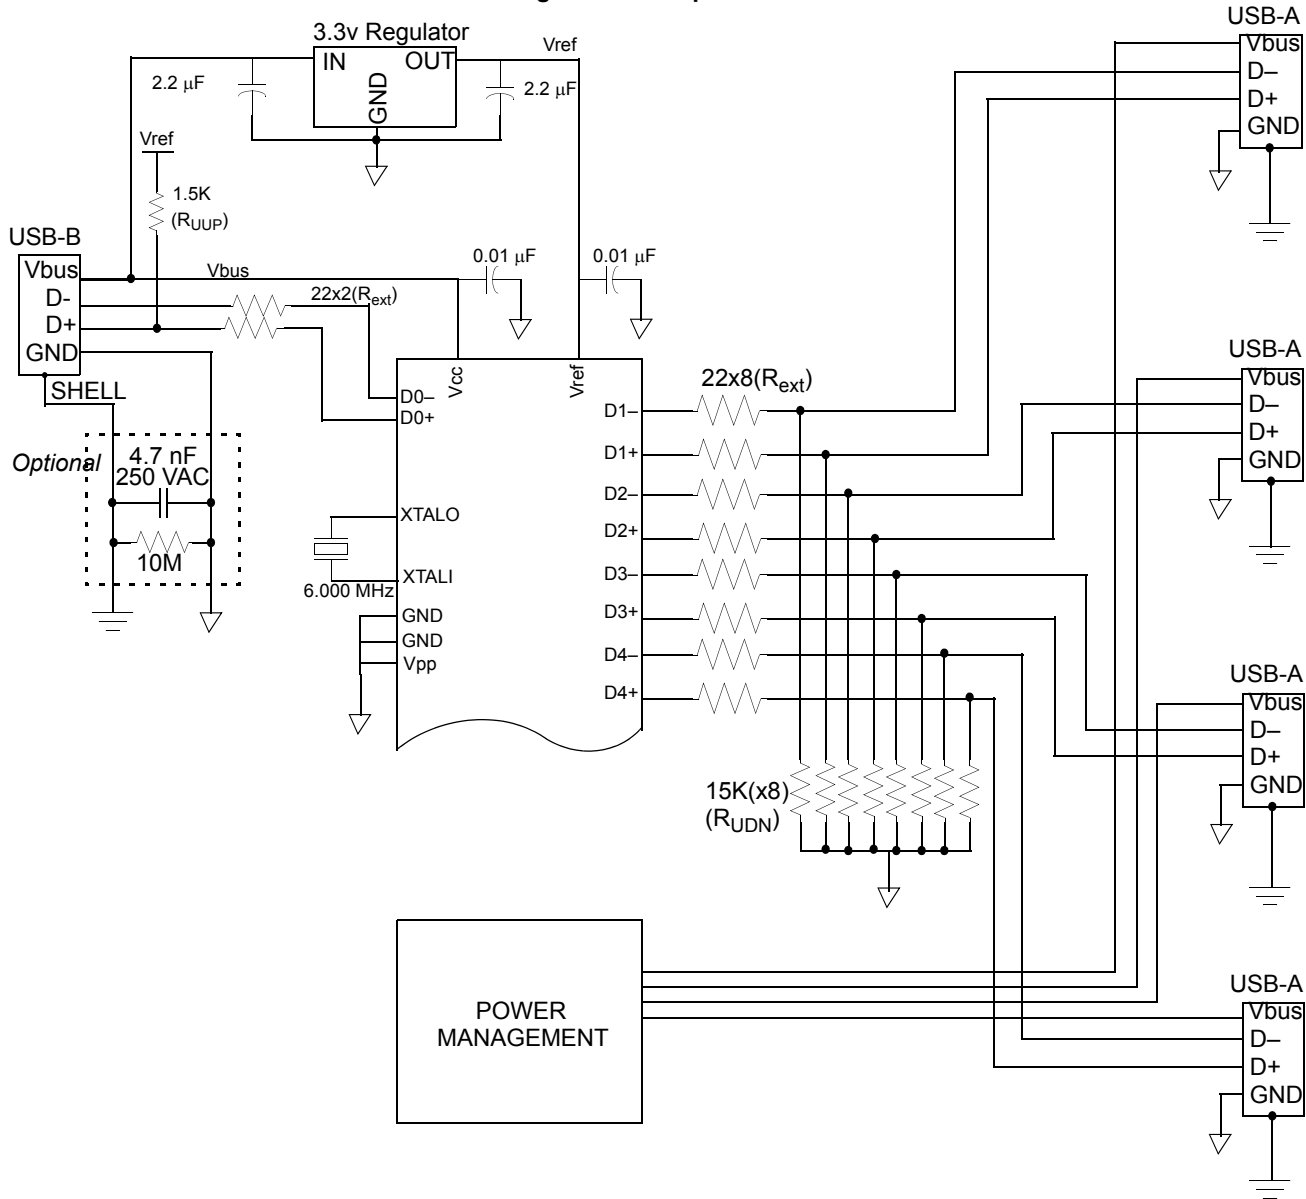 USB-A
Vbus
D–
D+
GND
3.3v Regulator
IN OUT
GND
Vref
2.2 μF
2.2 μF
Vref
1.5K
(RUUP)
USB-B
Vbus
D-
D+
GND
SHELL
Vbus
22x2(Rext)
0.01 μF
0.01 μF
Optional
4.7 nF
250 VAC
10M
Vcc
Vref
D0–
D0+
XTALO
XTALI
6.000 MHz
GND
GND
Vpp
D1–
D1+
D2–
D2+
D3–
D3+
D4–
D4+
22x8(Rext)
15K(x8)
(RUDN)
USB-A
Vbus
D–
D+
GND
USB-A
Vbus
D–
D+
GND
POWER
MANAGEMENT
USB-A
Vbus
D–
D+
GND